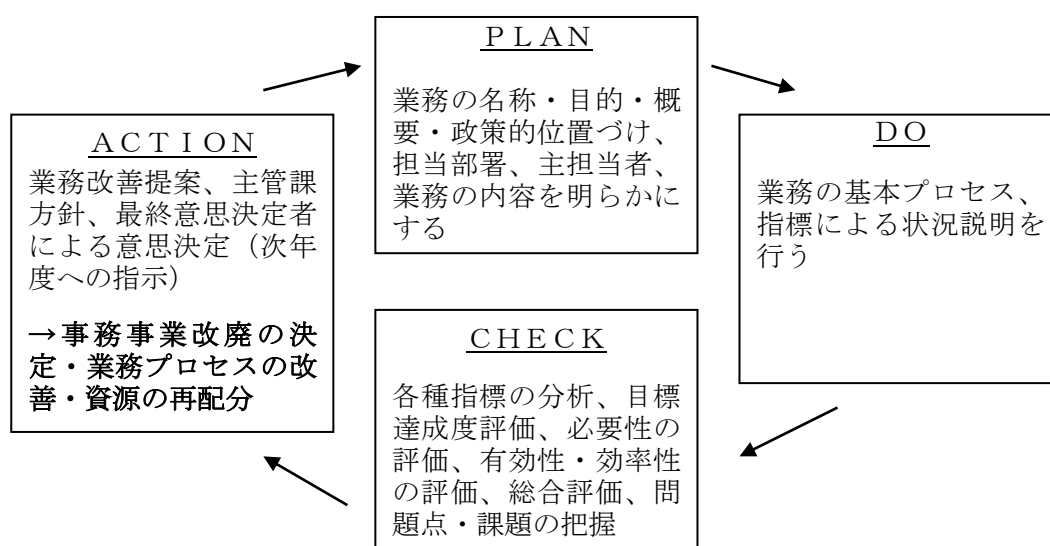 ＰＬＡＮ
業務の名称・目的・概
要・政策的位置づけ、
担当部署、主担当者、
業務の内容を明らかに
する
ＤＯ
業務の基本プロセス、
指標による状況説明を
行う
ＣＨＥＣＫ
各種指標の分析、目標
達成度評価、必要性の
評価、有効性・効率性
の評価、総合評価、問
題点・課題の把握
ＡＣＴＩＯＮ
業務改善提案、主管課
方針、最終意思決定者
による意思決定（次年
度への指示）
→事務事業改廃の決
定・業務プロセスの改
善・資源の再配分